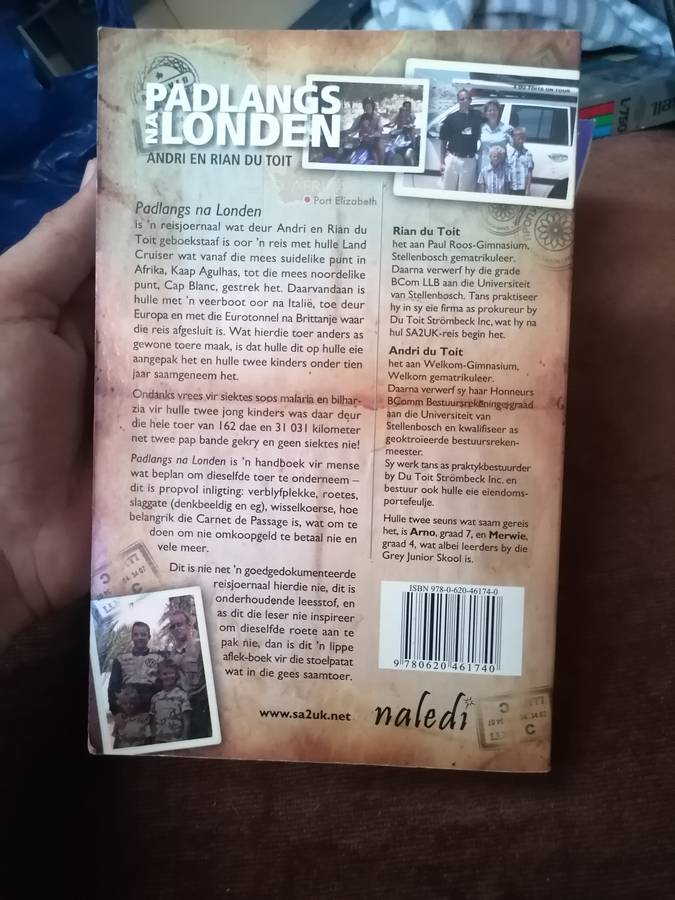 PADLANGS
NA LONDEN
ANDRI EN RIAN DU TOIT
Port Elizabeth
Padlangs na Londen
is 'n reisjoernaal wat deur Andri en Rian du
Toit geboekstaaf is oor 'n reis met hulle Land
Cruiser wat vanaf die mees suidelike punt in
Afrika, Kaap Agulhas, tot die mees noordelike
punt, Cap Blanc, gestrek het. Daarvandaan is
hulle met 'n veerboot oor na Italië, toe deur
Europa en met die Eurotonnel na Brittanje waar
die reis afgesluit is. Wat hierdie toer anders as
gewone toere maak, is dat hulle dit op hulle eie
aangepak het en hulle twee kinders onder tien
jaar saamgeneem het.
Ondanks vrees vir siektes soos malaria en bilhar-
zia vir hulle twee jong kinders was daar deur
die hele toer van 162 dae en 31 031 kilometer
net twee pap bande gekry en geen siektes nie!
Padlangs na Londen is 'n handboek vir mense
wat beplan om dieselfde toer te onderneem –
dit is propvol inligting: verblyfplekke, roetes,
slaggate (denkbeeldig en eg), wisselkoerse, hoe
belangrik die Carnet de Passage is, wat om te
doen om nie omkoopgeld te betaal nie en
vele meer.
Dit is nie net 'n goedgedokumenteerde
reisjoernaal hierdie nie, dit is
onderhoudende leesstof, en
as dit die leser nie inspireer
om dieselfde roete aan te
pak nie, dan is dit 'n lippe
aflek-boek vir die stoelpatat
wat in die gees saamtoer.
www.sa2uk.net
Rian du Toit
het aan Paul Roos-Gimnasium,
Stellenbosch gematrikuleer.
Daarna verwerf hy die grade
BCom LLB aan die Universiteit
van Stellenbosch. Tans praktiseer
hy in sy eie firma as prokureur by
Du Toit Strömbeck Inc, wat hy na
hul SA2UK-reis begin het.
Andri du Toit
het aan Welkom-Gimnasium,
Welkom gematrikuleer.
Daarna verwerf sy haar Honneurs
BComm Bestuursrekeningegraad
aan die Universiteit van
Stellenbosch en kwalifiseer as
geoktroieerde bestuursreken-
meester.
Sy werk tans as praktykbestuurder
by Du Toit Strömbeck Inc. en
bestuur ook hulle eie eiendoms-
portefeulje.
Hulle twee seuns wat saam gereis
het, is Arno, graad 7, en Merwie,
graad 4, wat albei leerders by die
Grey Junior Skool is.
ISBN 978-0-620-46174-0
9 780620 461740
naledi